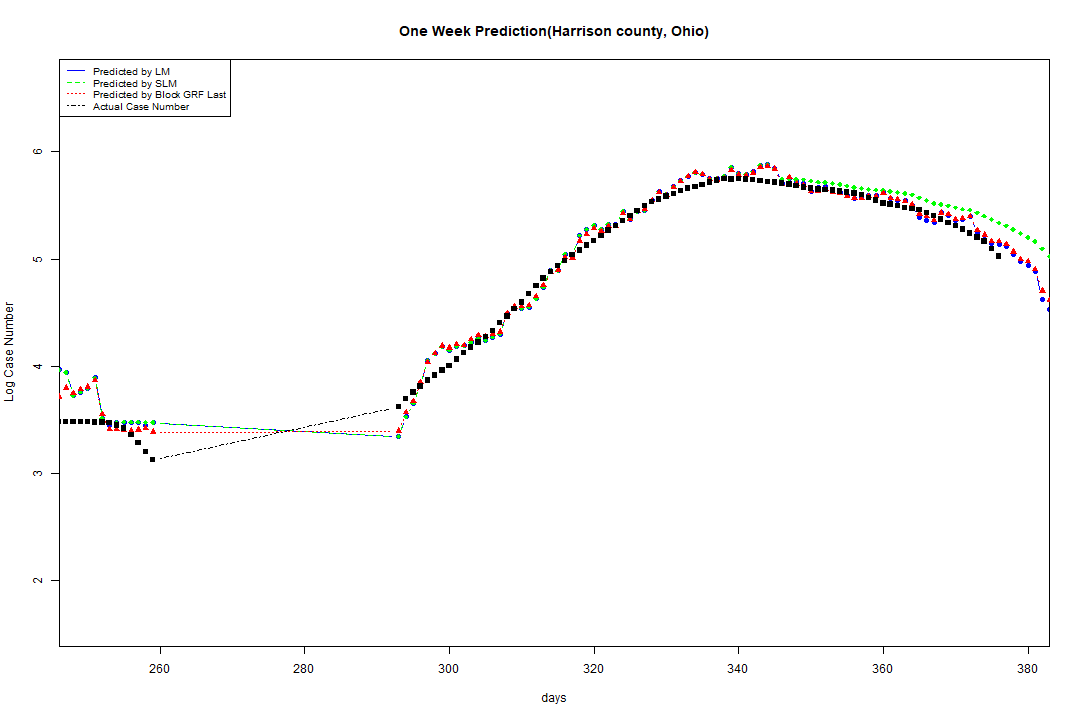 One Week Prediction(Harrison county, Ohio)
Predicted by LM
Predicted by SLM
Predicted by Block GRF Last
Actual Case Number
Log Case Number
6
5
4
3
2
260 280 300 320 340 360 380
days